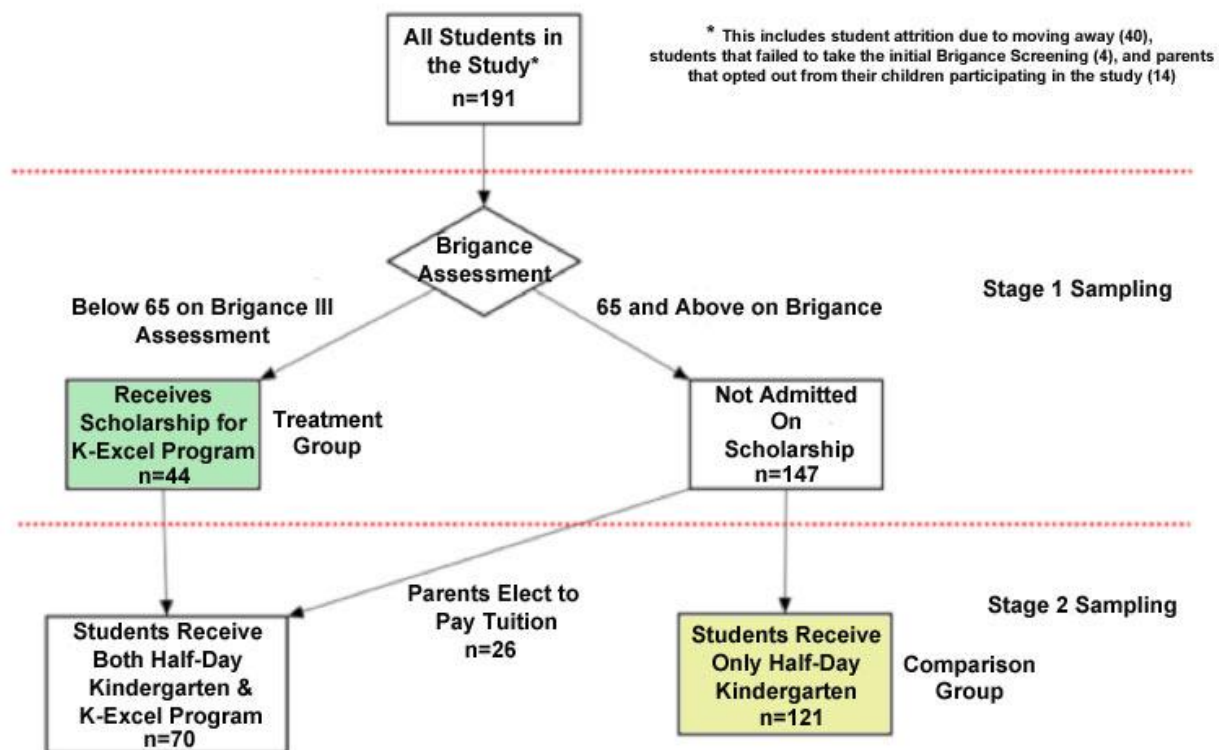 All Students in
the Study*
n=191
* This includes student attrition due to moving away (40),
students that failed to take the initial Brigance Screening (4), and parents
that opted out from their children participating in the study (14)
Brigance
Assessment
Stage 1 Sampling
Below 65 on Brigance III
Assessment
65 and Above on Brigance
Receives
Scholarship for
K-Excel Program
n=44
Treatment
Group
Not Admitted
On
Scholarship
n=147
Parents Elect to
Pay Tuition
n=26
Stage 2 Sampling
Students Receive
Both Half-Day
Kindergarten &
K-Excel Program
n=70
Students Receive
Only Half-Day
Kindergarten
n=121
Comparison
Group